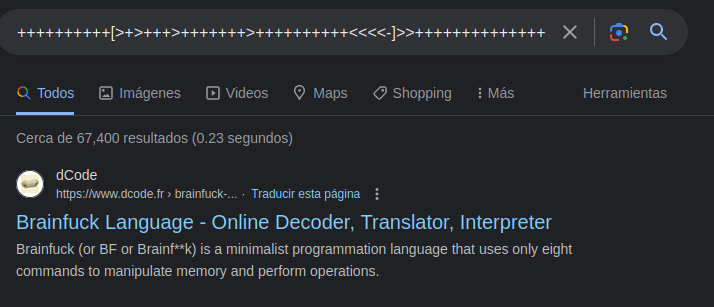 ++++++++++[>+>+++>+++++++>++++++++++<<<<-]>>++++++++++++++
Todos
Imágenes
Videos
Maps
Shopping
Más
Herramientas
Cerca de 67,400 resultados (0.23 segundos)
dCode
https://www.dcode.fr › brainfuck-... · Traducir esta página
Brainfuck Language - Online Decoder, Translator, Interpreter
Brainfuck (or BF or Brainf**k) is a minimalist programmation language that uses only eight
commands to manipulate memory and perform operations.